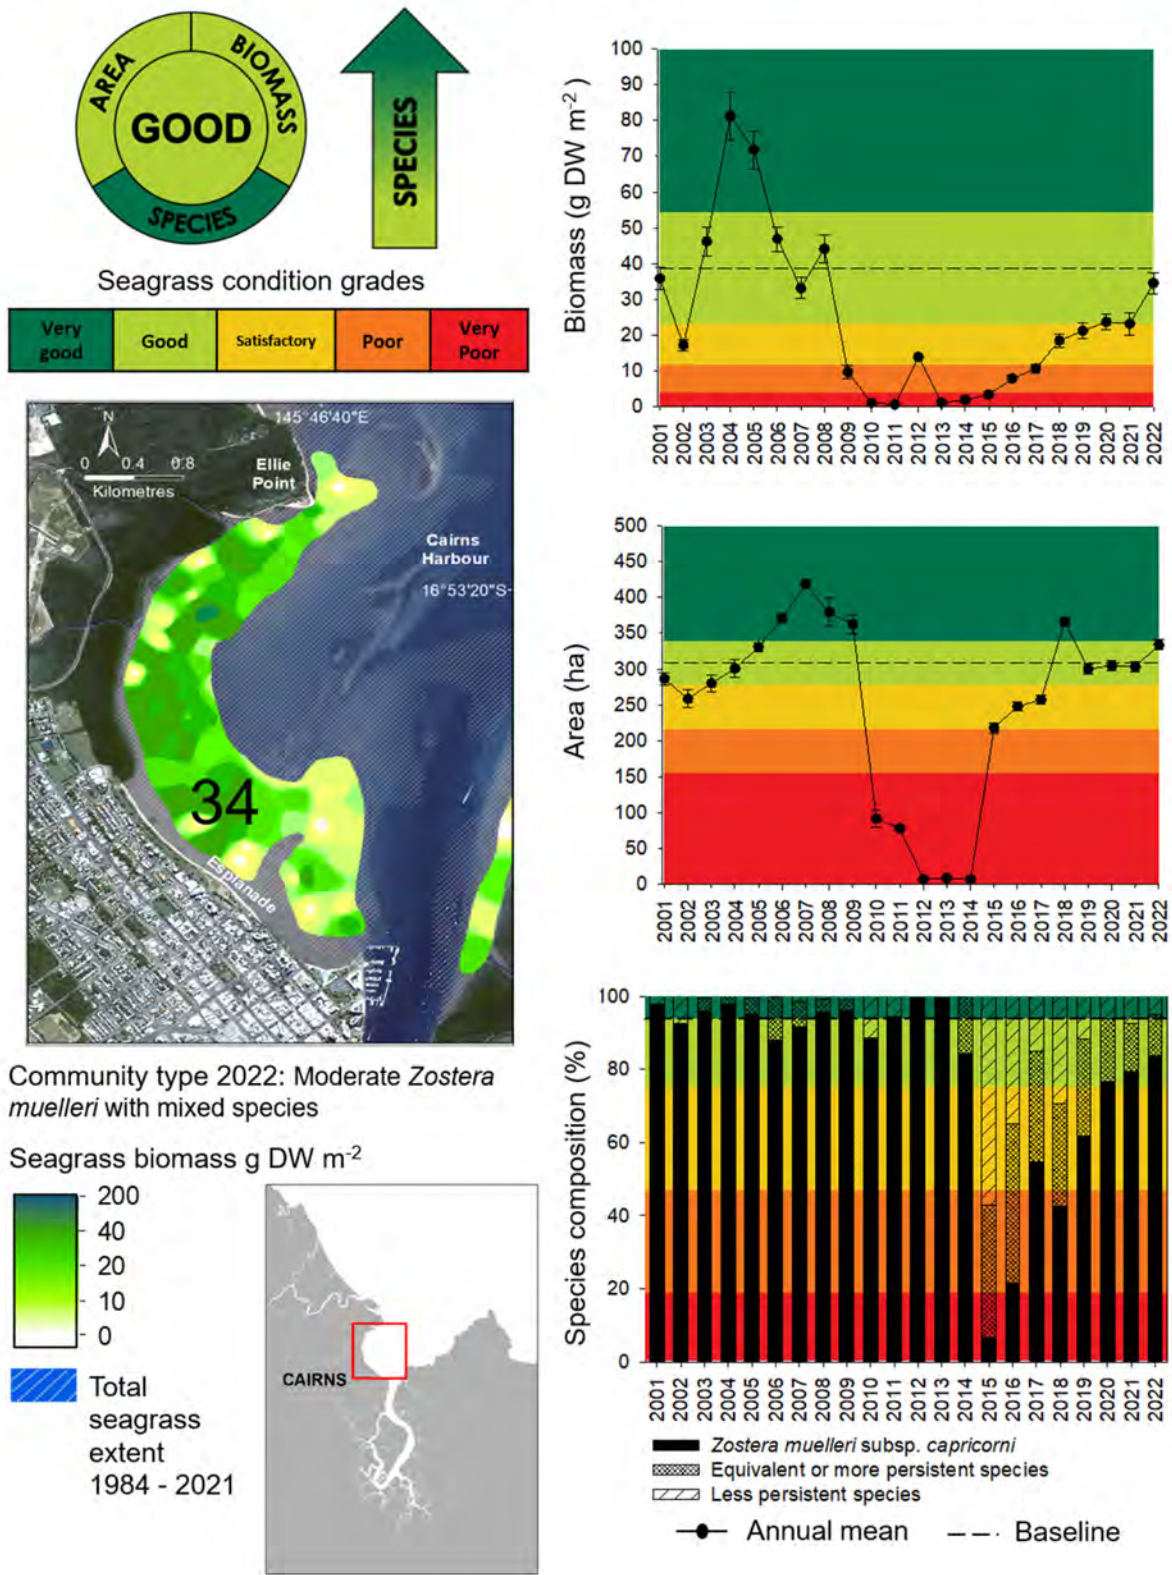 AREA
BIOMASS
GOOD
SPECIES
SPECIES
Seagrass condition grades
Very good
Good
Satisfactory
Poor
Very Poor
N
145°46'40"E
0 0.4 0.8
Kilometres
Ellie
Point
Cairns
Harbour
16°53'20"S
34
Esplanade
Community type 2022: Moderate Zostera
muelleri with mixed species
Seagrass biomass g DW m-2
200
40
20
10
0
Total
seagrass
extent
1984 - 2021
CAIRNS
Biomass (g DW m-2)
100
90
80
70
60
50
40
30
20
10
0
2001 2002 2003 2004 2005 2006 2007 2008 2009 2010 2011 2012 2013 2014 2015 2016 2017 2018 2019 2020 2021 2022
Area (ha)
500
450
400
350
300
250
200
150
100
50
0
2001 2002 2003 2004 2005 2006 2007 2008 2009 2010 2011 2012 2013 2014 2015 2016 2017 2018 2019 2020 2021 2022
Species composition (%)
100
80
60
40
20
0
2001 2002 2003 2004 2005 2006 2007 2008 2009 2010 2011 2012 2013 2014 2015 2016 2017 2018 2019 2020 2021 2022
Zostera muelleri subsp. capricorni
Equivalent or more persistent species
Less persistent species
Annual mean
Baseline